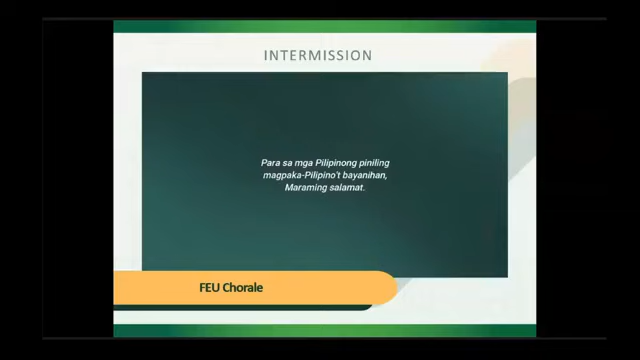 INTERMISSION
Para sa mga Pilipinong piniling
magpaka-Pilipino't bayanihan,
Maraming salamat.
FEU Chorale